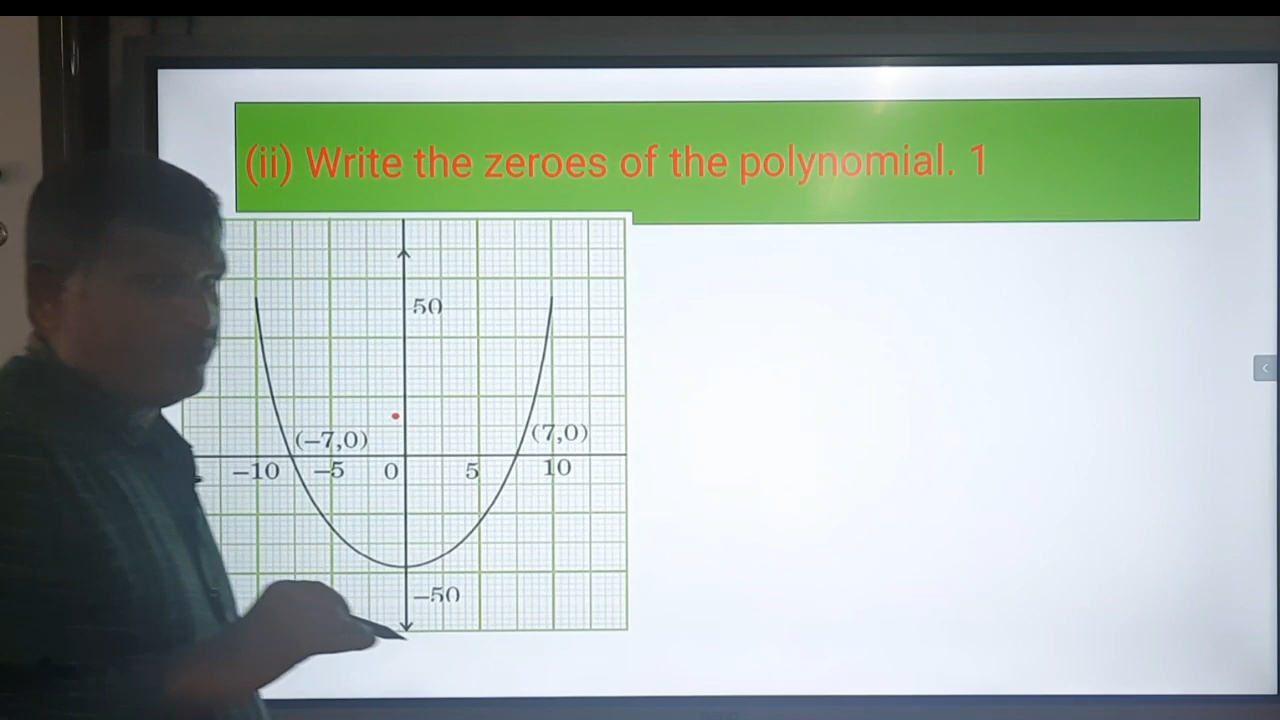 (ii) Write the zeroes of the polynomial. 1
50
(−7,0)
(7,0)
−10 −5 0 5 10
−50